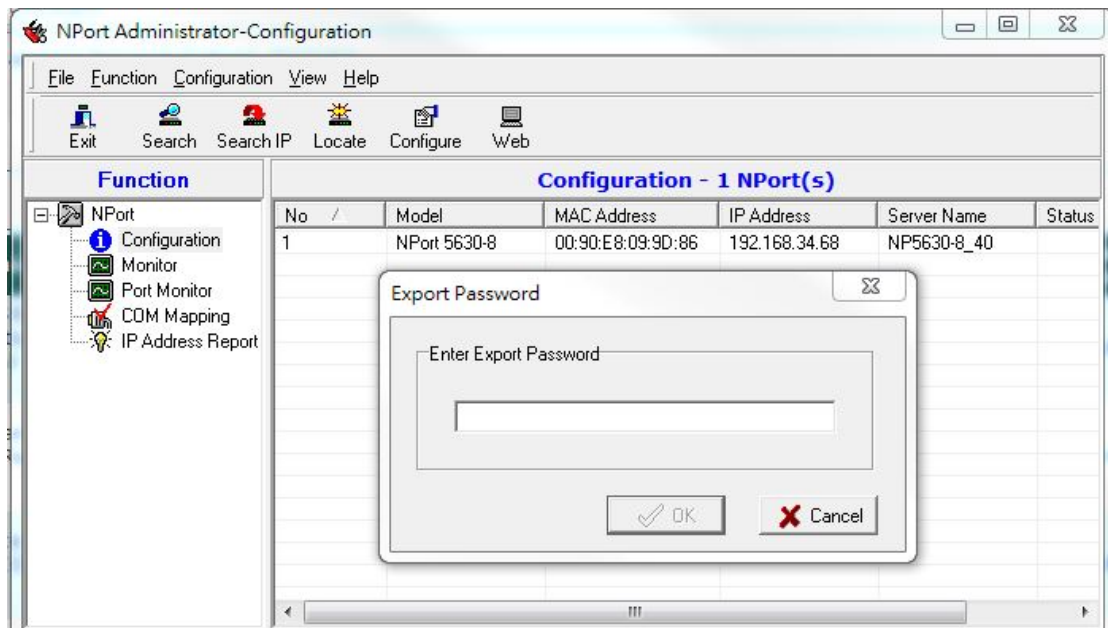 NPort Administrator-Configuration
File Function Configuration View Help
Exit Search Search IP Locate Configure Web
Function
Configuration - 1 NPort(s)
NPort
Configuration
Monitor
Port Monitor
COM Mapping
IP Address Report
No Model MAC Address IP Address Server Name Status
1 NPort 5630-8 00:90:E8:09:9D:86 192.168.34.68 NP5630-8_40
Export Password
Enter Export Password
OK Cancel